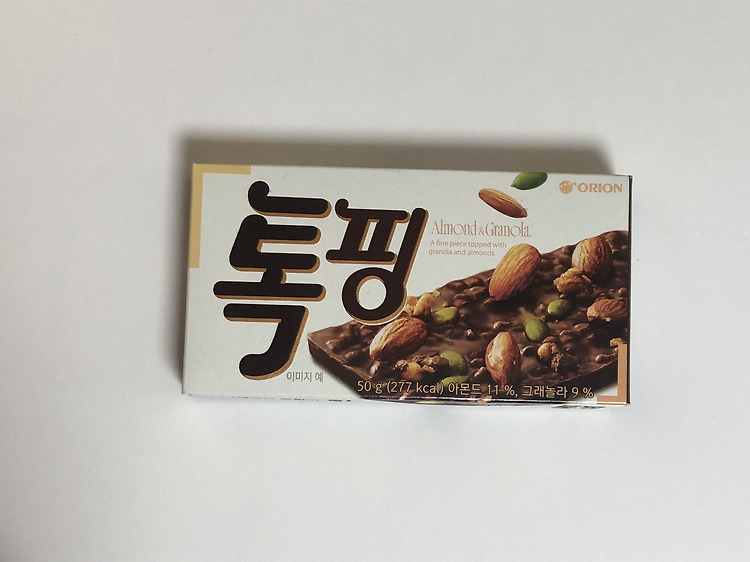 ORION
톡핑
Almond & Granola.
A fine piece topped with
granola and almonds
이미지 예
50 g (277 kcal) 아몬드 11 %, 그래놀라 9 %